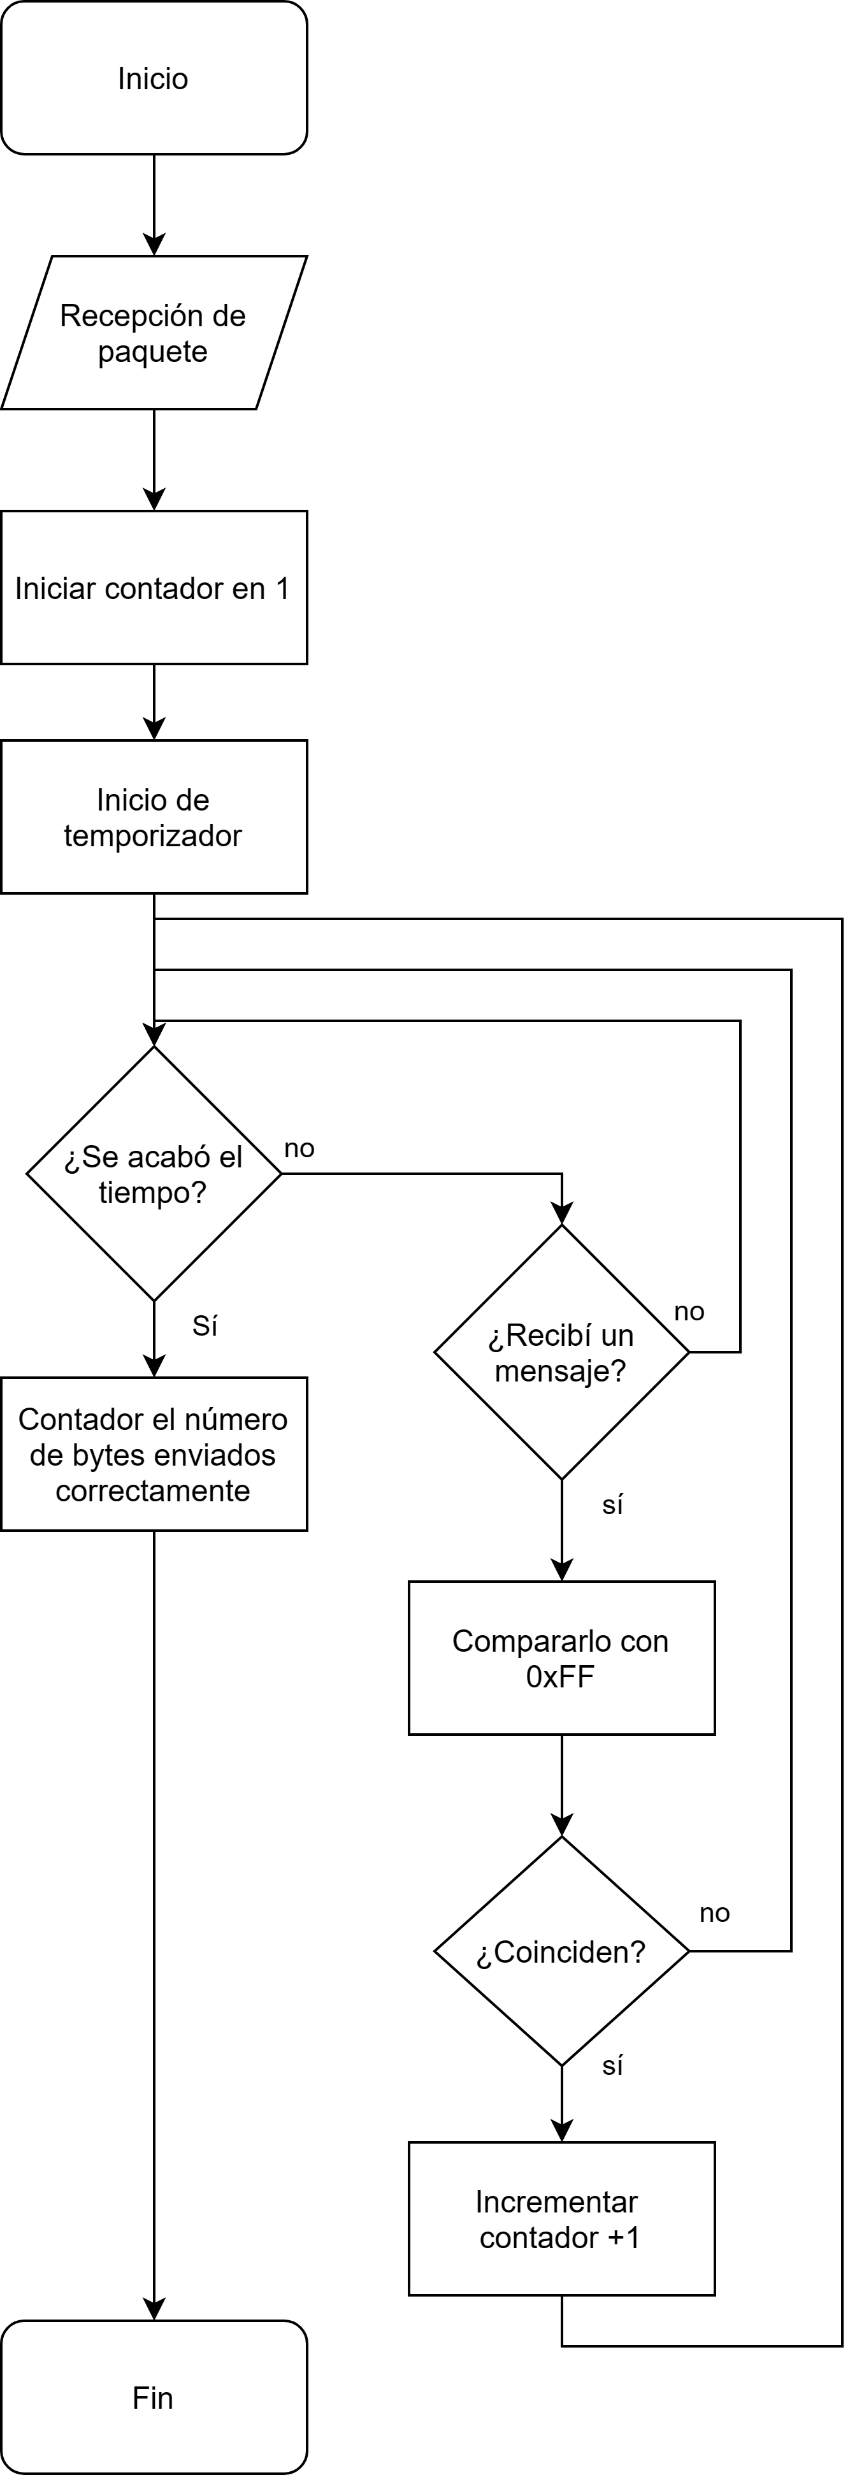 Inicio
Recepción de
paquete
Iniciar contador en 1
Inicio de
temporizador
¿Se acabó el
tiempo?
no
Sí
¿Recibí un
mensaje?
no
sí
Contador el número
de bytes enviados
correctamente
Compararlo con
0xFF
¿Coinciden?
no
sí
Incrementar
contador +1
Fin